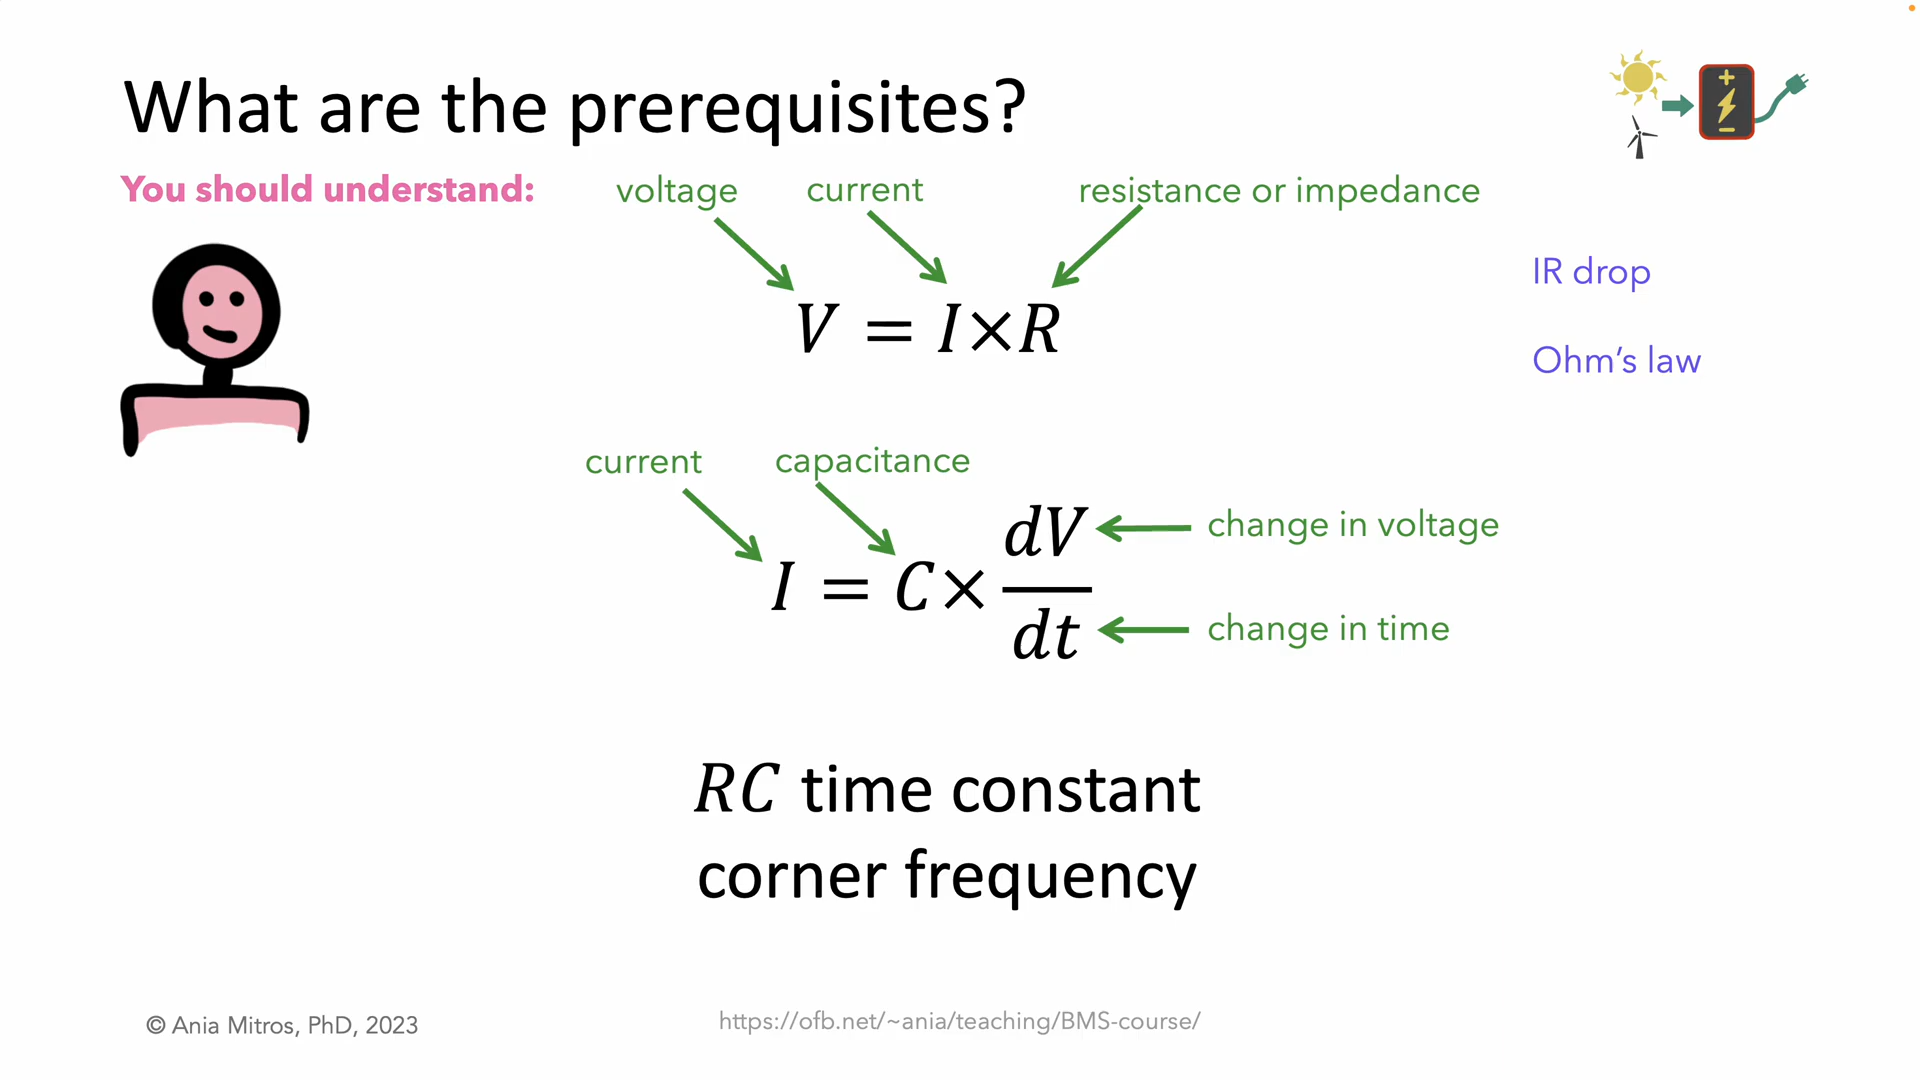 What are the prerequisites?
You should understand:
voltage
current
resistance or impedance
V = I×R
IR drop
Ohm's law
current
capacitance
I = C× dV/dt
change in voltage
change in time
RC time constant
corner frequency
© Ania Mitros, PhD, 2023
https://ofb.net/~ania/teaching/BMS-course/